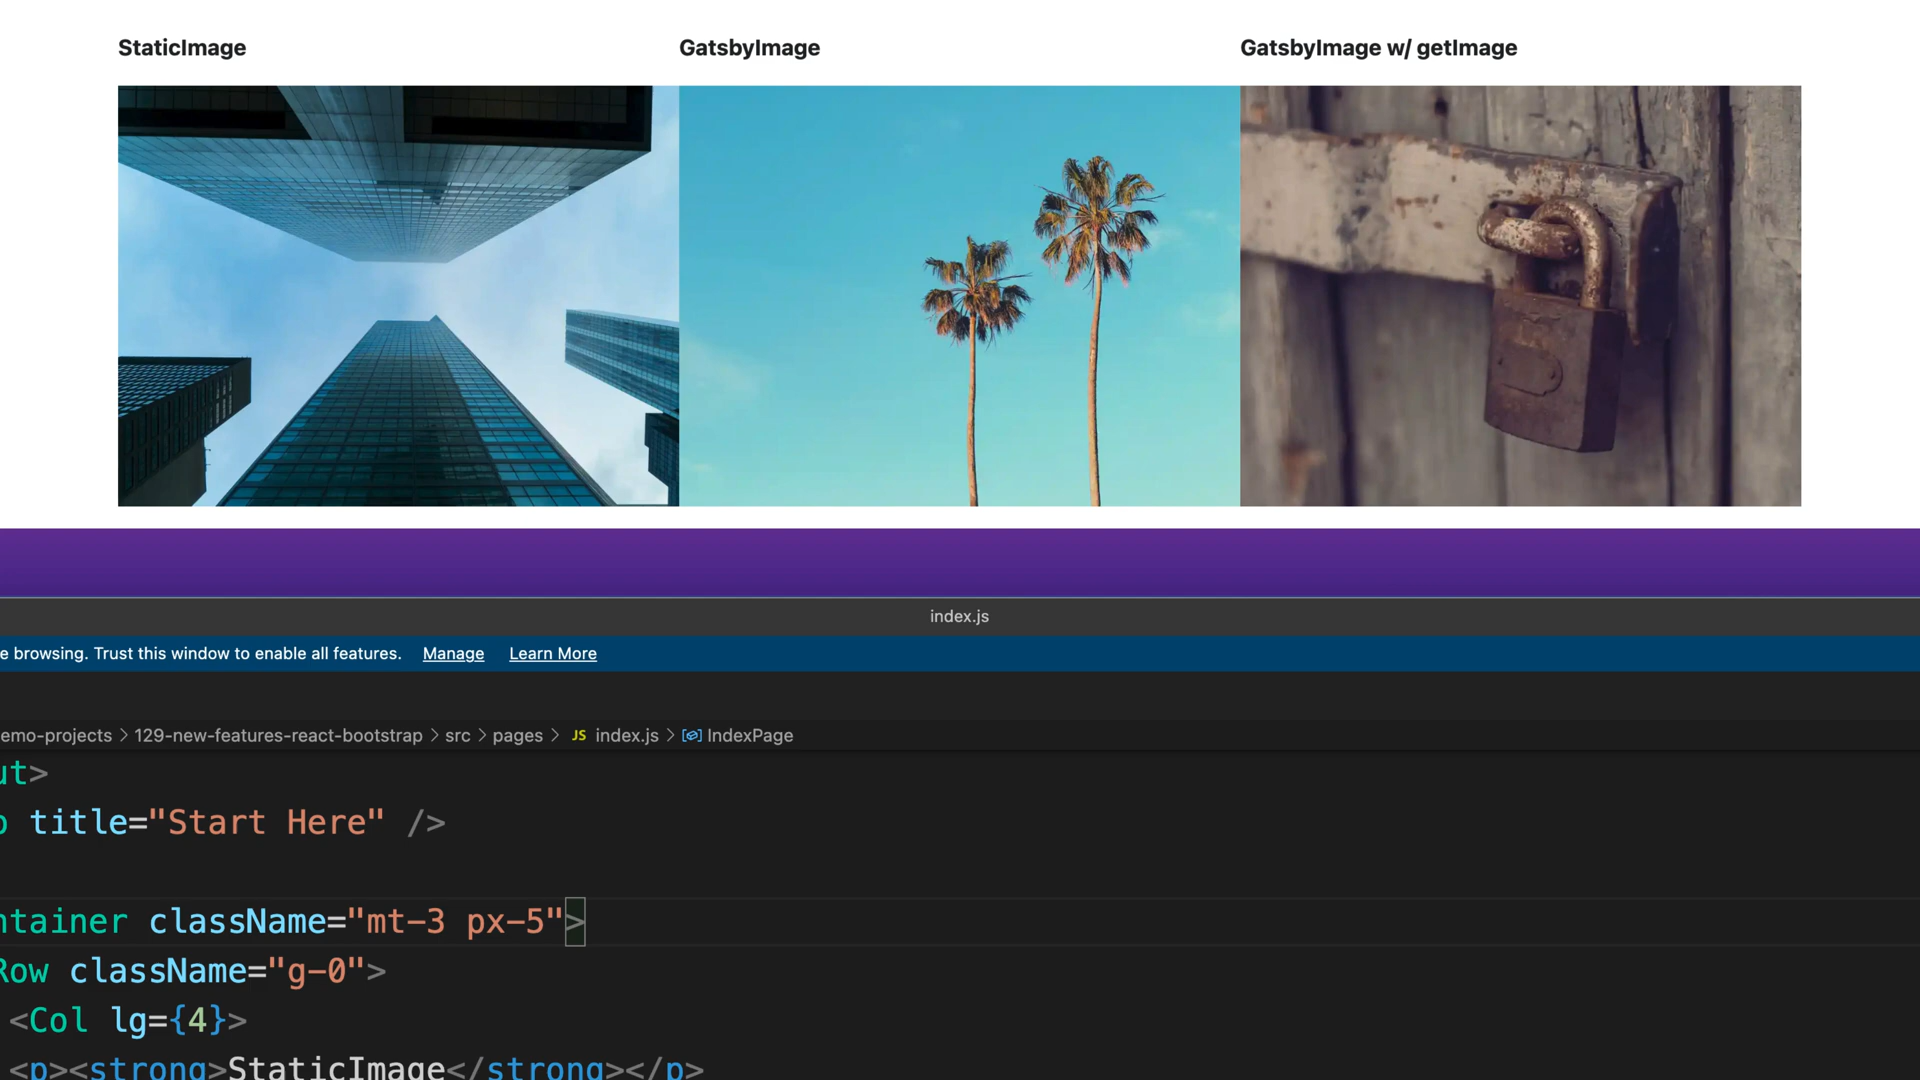 StaticImage GatsbyImage GatsbyImage w/ getImage
index.js
e browsing. Trust this window to enable all features. Manage Learn More
emo-projects > 129-new-features-react-bootstrap > src > pages > JS index.js > IndexPage
ut>
title="Start Here" />
ntainer className="mt-3 px-5">
Row className="g-0">
<Col lg={4}>
<p><strong>StaticImage</strong></p>